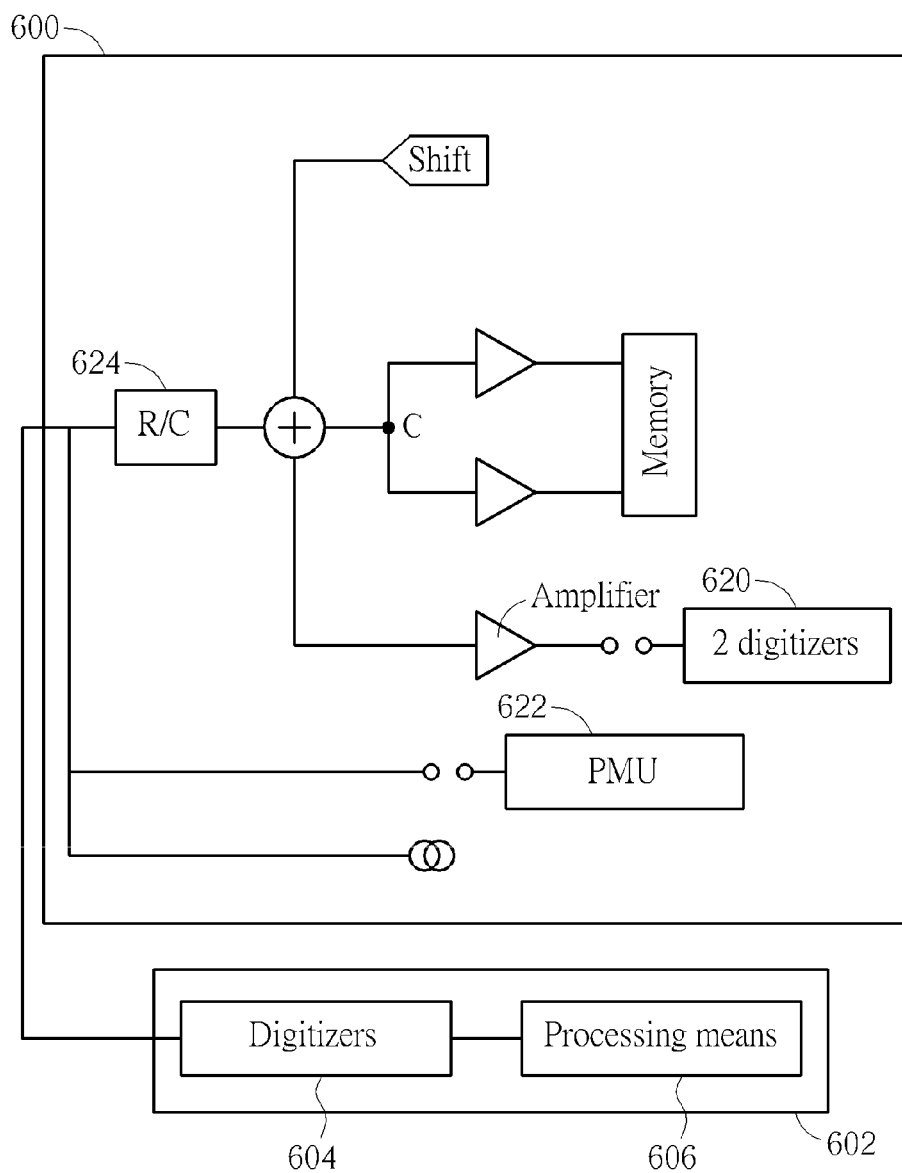 600
Shift
624
R/C
+
C
Memory
Amplifier
620
2 digitizers
622
PMU
Digitizers
Processing means
604
606
602